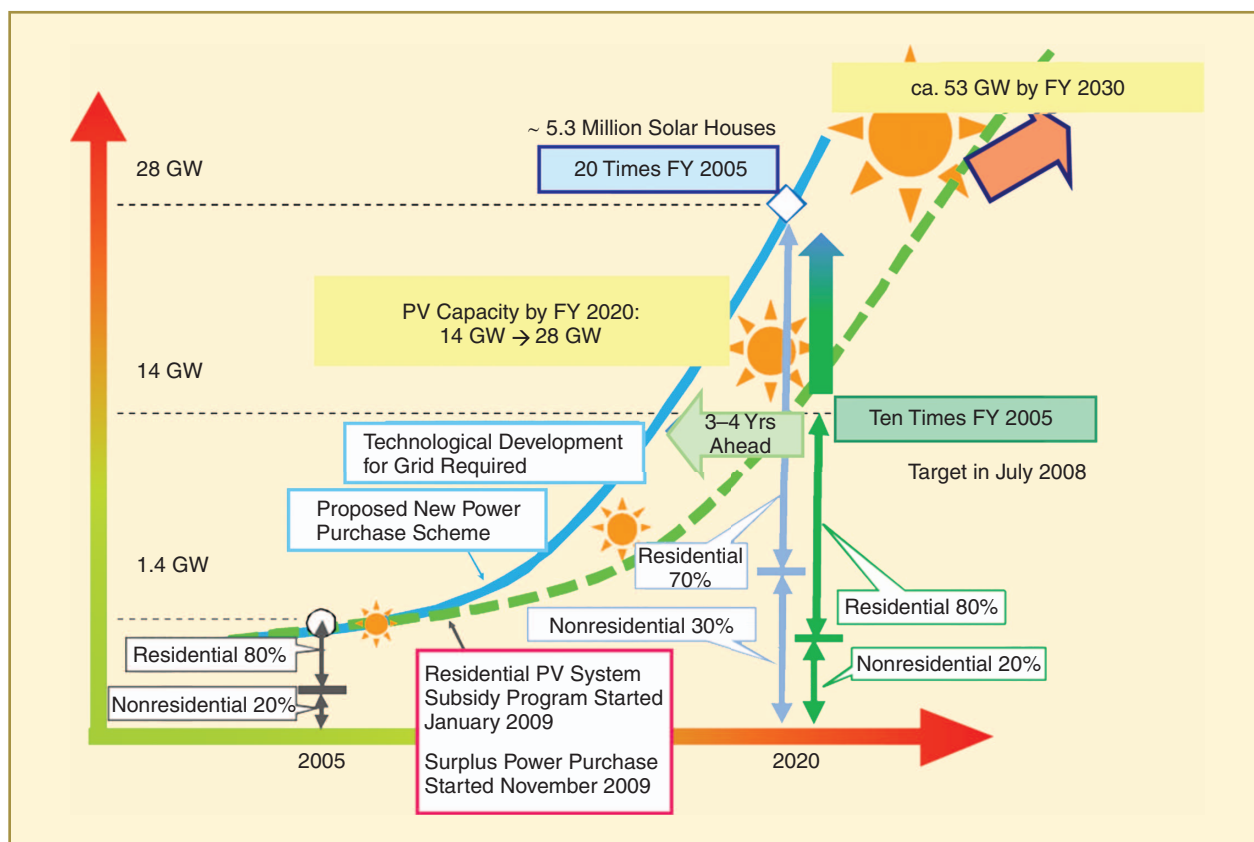 ca. 53 GW by FY 2030
~ 5.3 Million Solar Houses
28 GW
20 Times FY 2005
PV Capacity by FY 2020:
14 GW → 28 GW
14 GW
3–4 Yrs
Ahead
Ten Times FY 2005
Technological Development
for Grid Required
Target in July 2008
Proposed New Power
Purchase Scheme
1.4 GW
Residential
70%
Residential 80%
Nonresidential 30%
Residential 80%
Nonresidential 20%
Nonresidential 20%
Residential PV System
Subsidy Program Started
January 2009
Surplus Power Purchase
Started November 2009
2005
2020